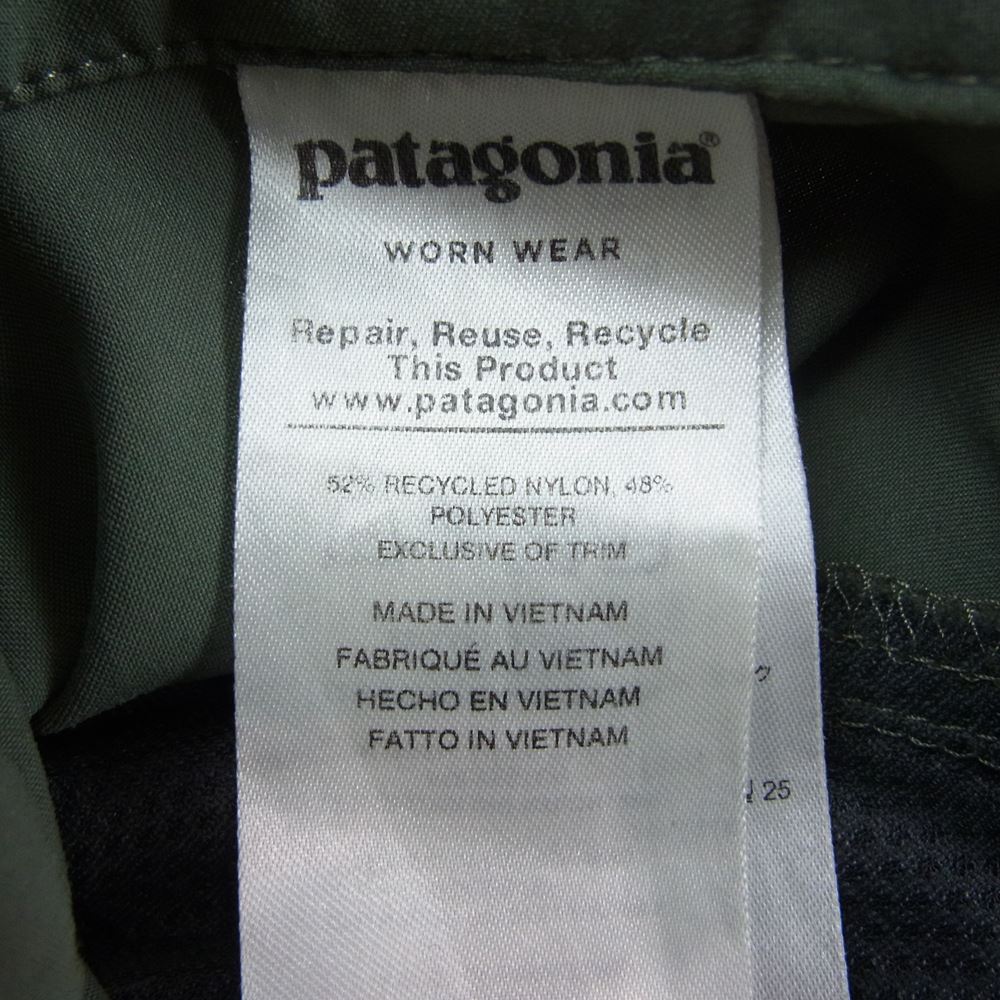 patagonia®
WORN WEAR
Repair, Reuse, Recycle
This Product
www.patagonia.com
52% RECYCLED NYLON, 48%
POLYESTER
EXCLUSIVE OF TRIM
MADE IN VIETNAM
FABRIQUÉ AU VIETNAM
HECHO EN VIETNAM
FATTO IN VIETNAM
25